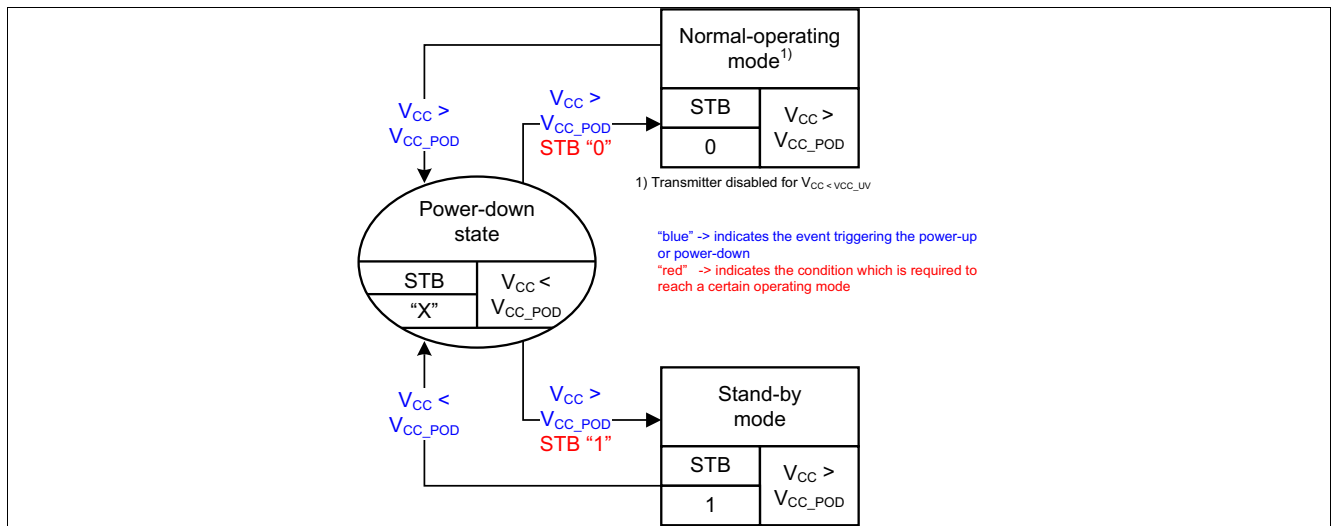 Normal-operating
mode1)
STB
0
VCC >
VCC_POD
1) Transmitter disabled for VCC < VCC_UV
VCC >
VCC_POD
VCC >
VCC_POD
STB “0”
Power-down
state
STB
“X”
VCC <
VCC_POD
“blue” -> indicates the event triggering the power-up
or power-down
“red” -> indicates the condition which is required to
reach a certain operating mode
VCC <
VCC_POD
VCC >
VCC_POD
STB “1”
Stand-by
mode
STB
1
VCC >
VCC_POD